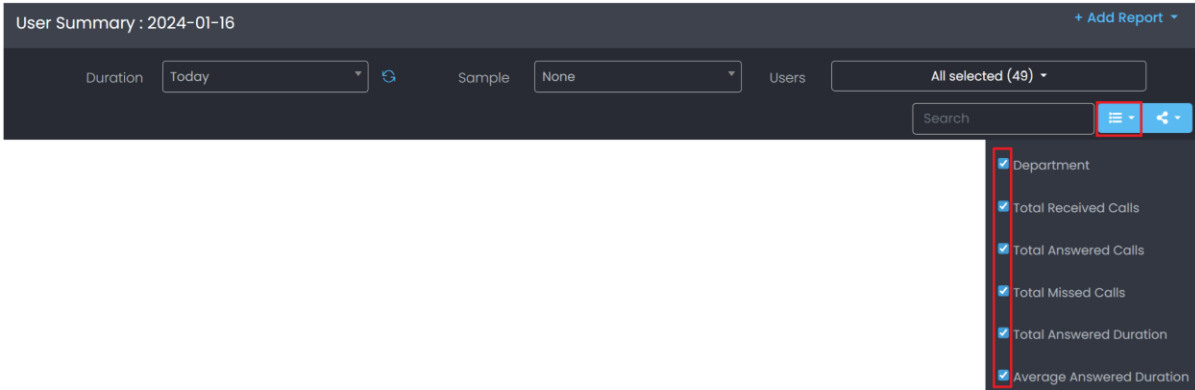 User Summary : 2024-01-16
+ Add Report
Duration Today Sample None Users All selected (49)
Search
Department
Total Received Calls
Total Answered Calls
Total Missed Calls
Total Answered Duration
Average Answered Duration